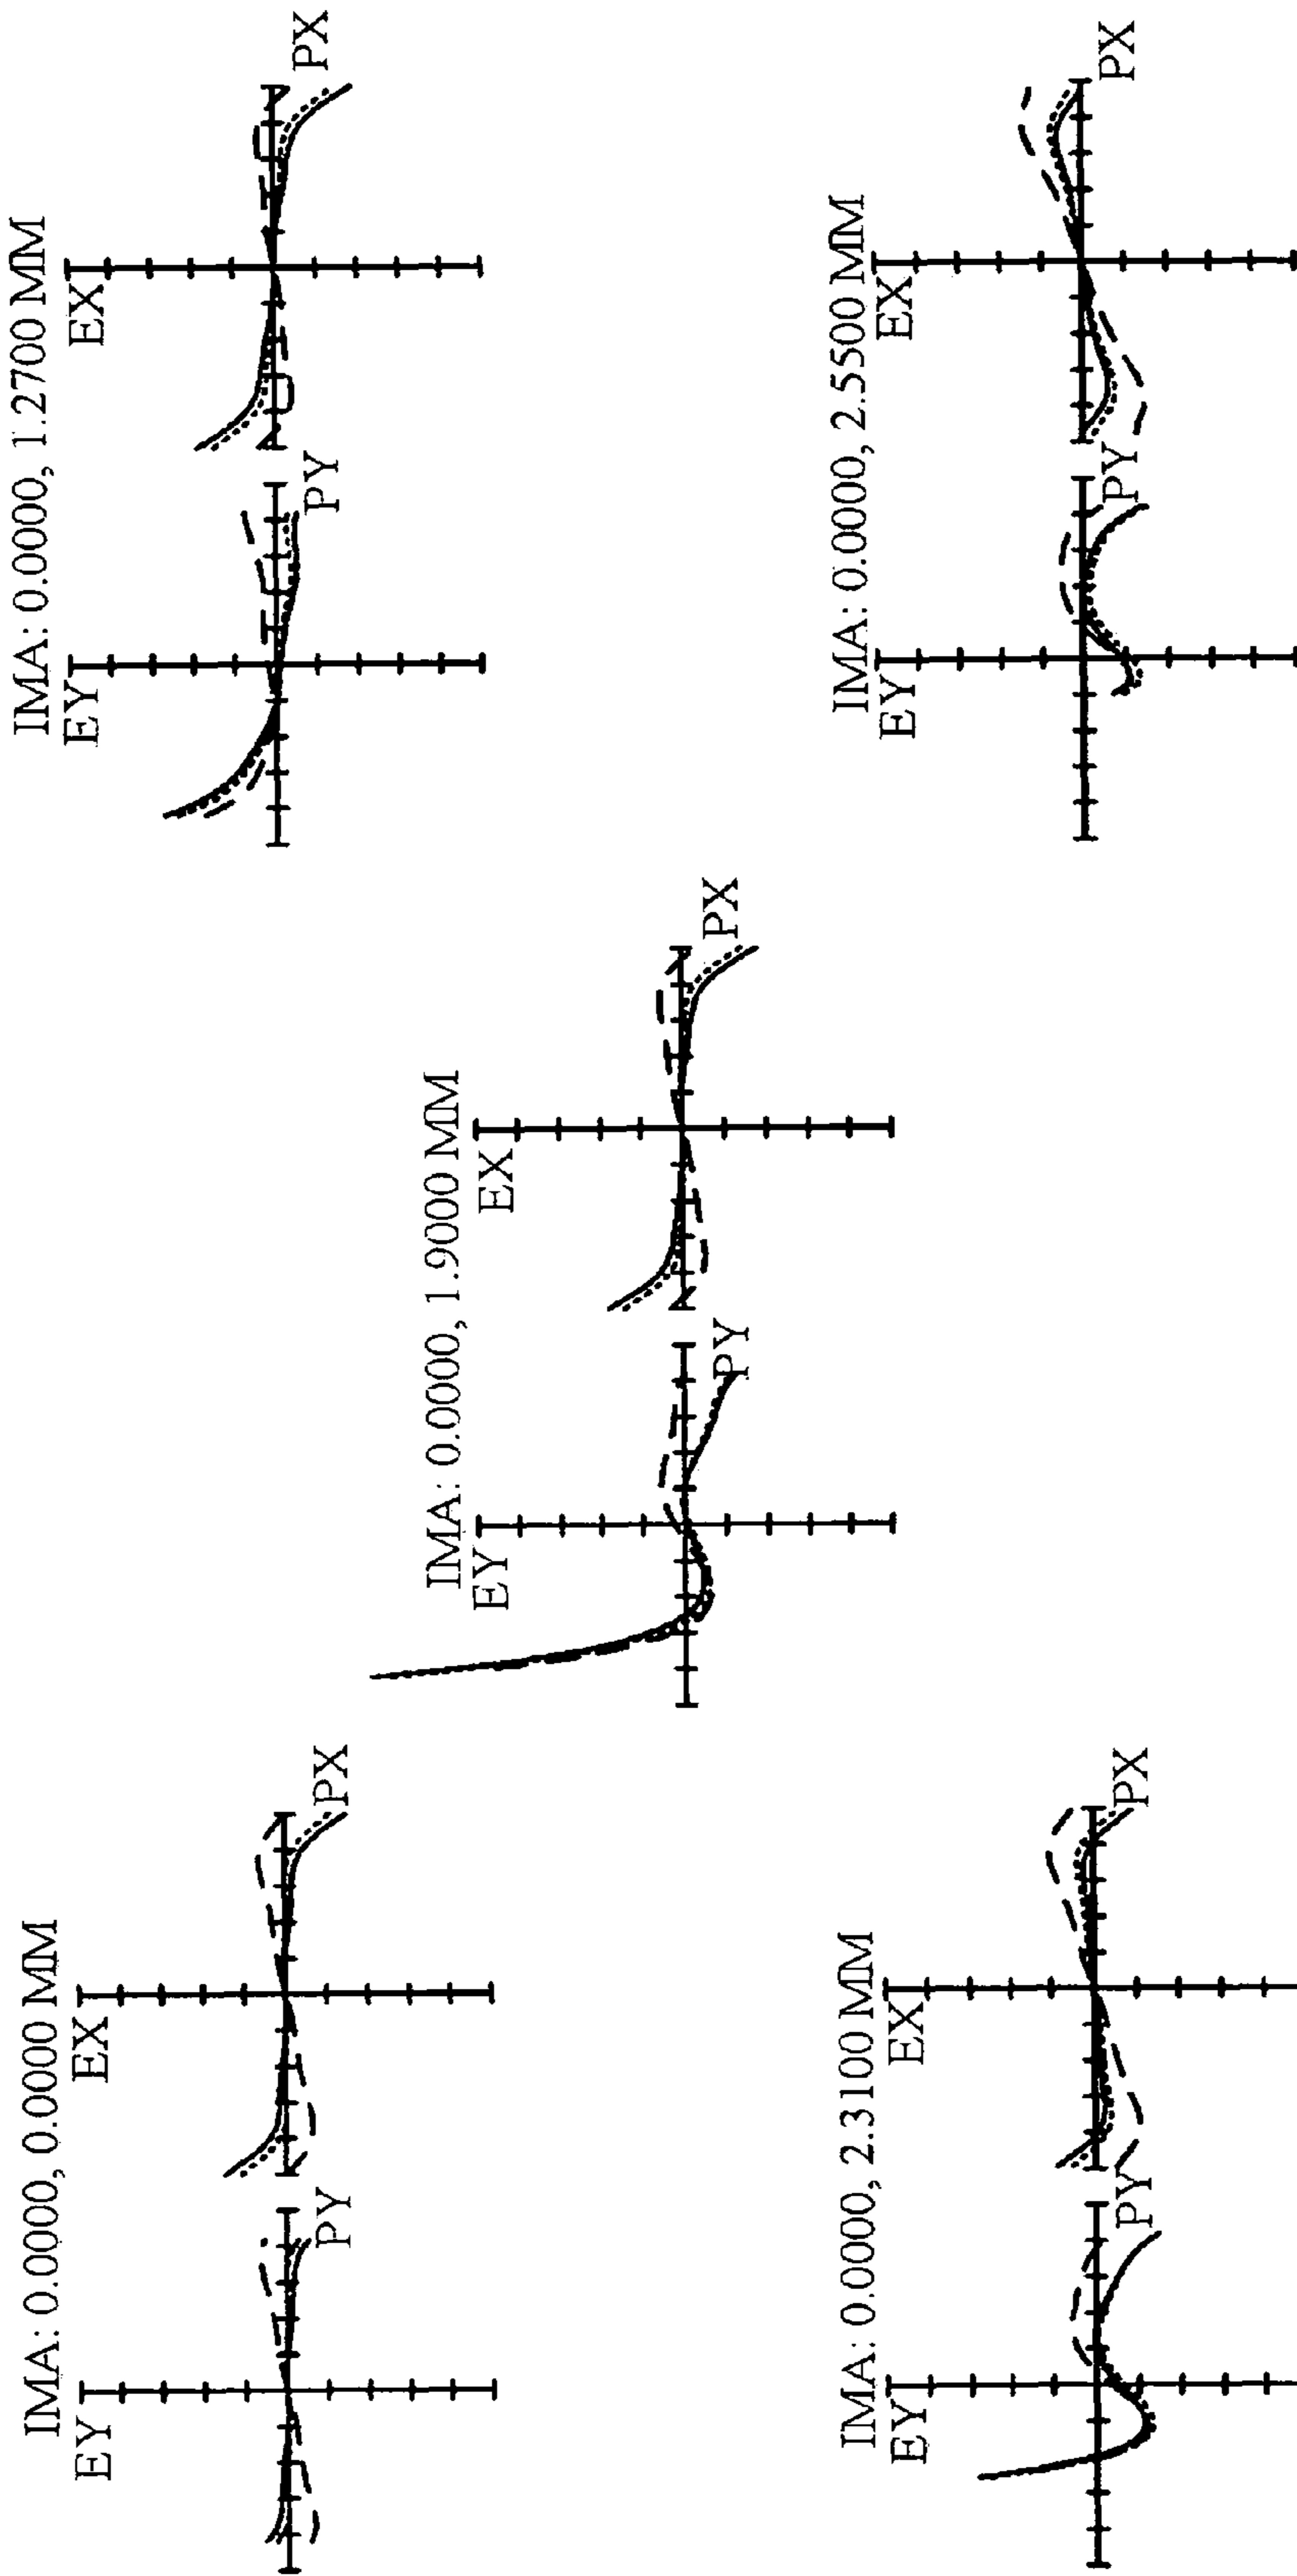 IMA: 0.0000, 0.0000 MM
EY
EX
PY
PX
IMA: 0.0000, 1.2700 MM
EY
EX
PY
PX
IMA: 0.0000, 1.9000 MM
EY
EX
PY
PX
IMA: 0.0000, 2.3100 MM
EY
EX
PY
PX
IMA: 0.0000, 2.5500 MM
EY
EX
PY
PX